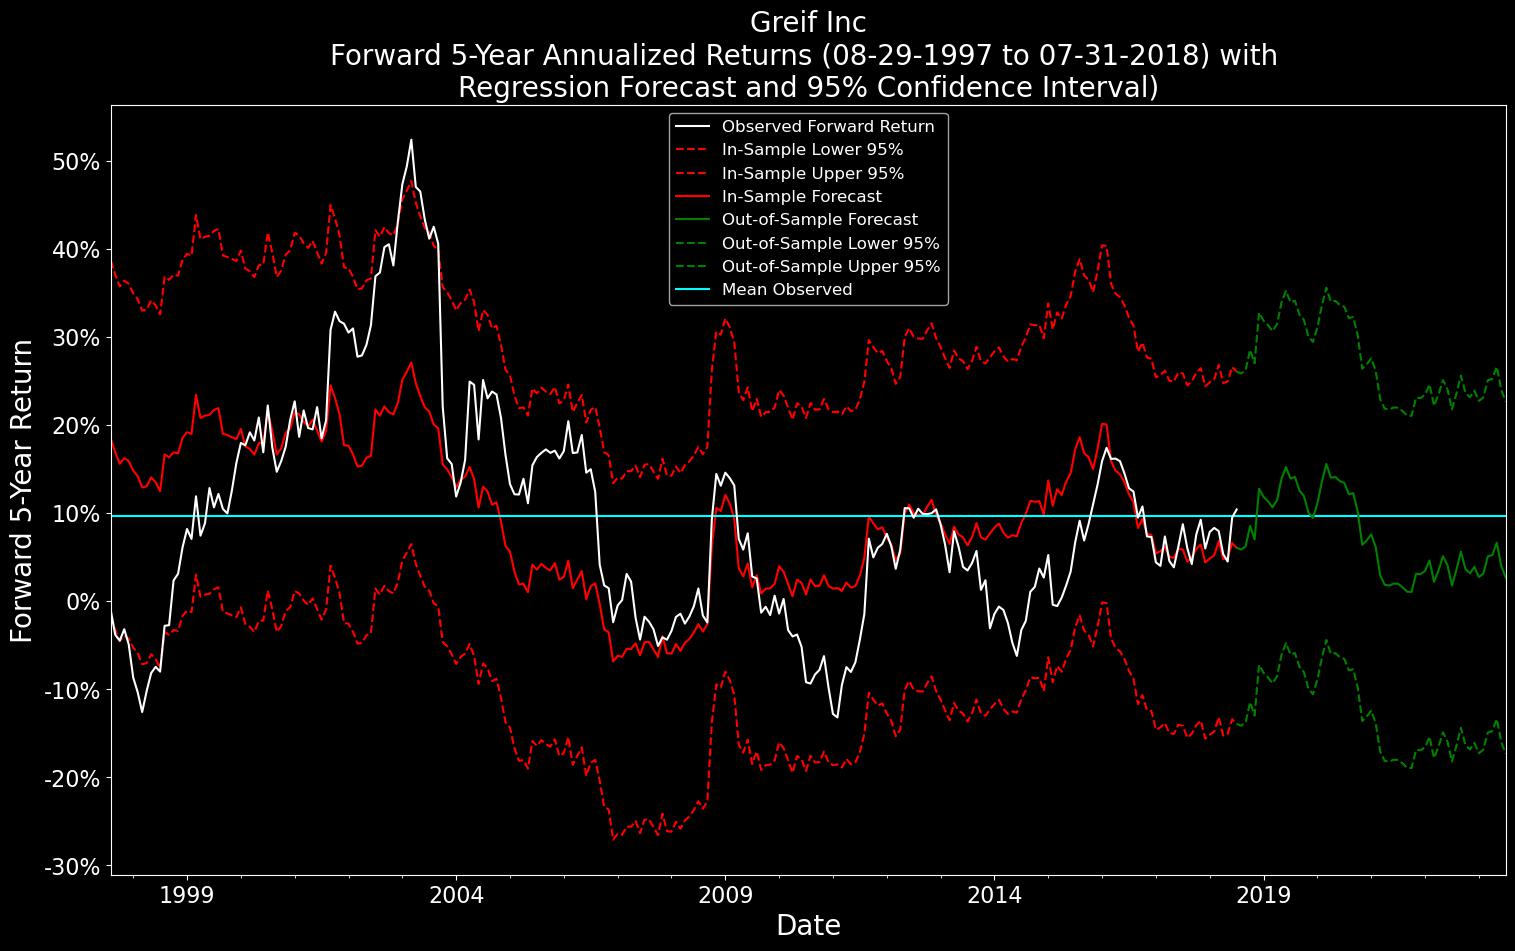 Greif Inc
Forward 5-Year Annualized Returns (08-29-1997 to 07-31-2018) with
Regression Forecast and 95% Confidence Interval)
Observed Forward Return
In-Sample Lower 95%
In-Sample Upper 95%
In-Sample Forecast
Out-of-Sample Forecast
Out-of-Sample Lower 95%
Out-of-Sample Upper 95%
Mean Observed
Forward 5-Year Return
50%
40%
30%
20%
10%
0%
-10%
-20%
-30%
1999
2004
2009
2014
2019
Date